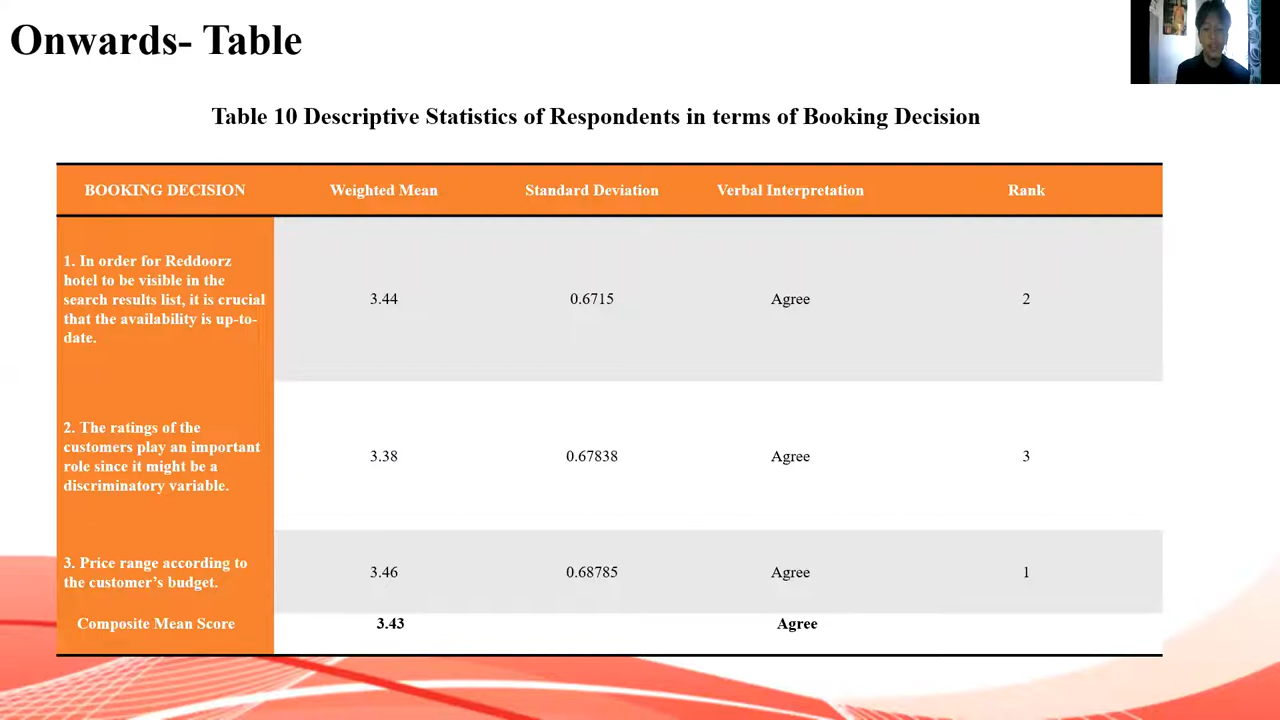 Onwards- Table
Table 10 Descriptive Statistics of Respondents in terms of Booking Decision
BOOKING DECISION Weighted Mean Standard Deviation Verbal Interpretation Rank
1. In order for Reddoorz
hotel to be visible in the
search results list, it is crucial
that the availability is up-to-
date.
3.44 0.6715 Agree 2
2. The ratings of the
customers play an important
role since it might be a
discriminatory variable.
3.38 0.67838 Agree 3
3. Price range according to
the customer's budget.
3.46 0.68785 Agree 1
Composite Mean Score 3.43 Agree